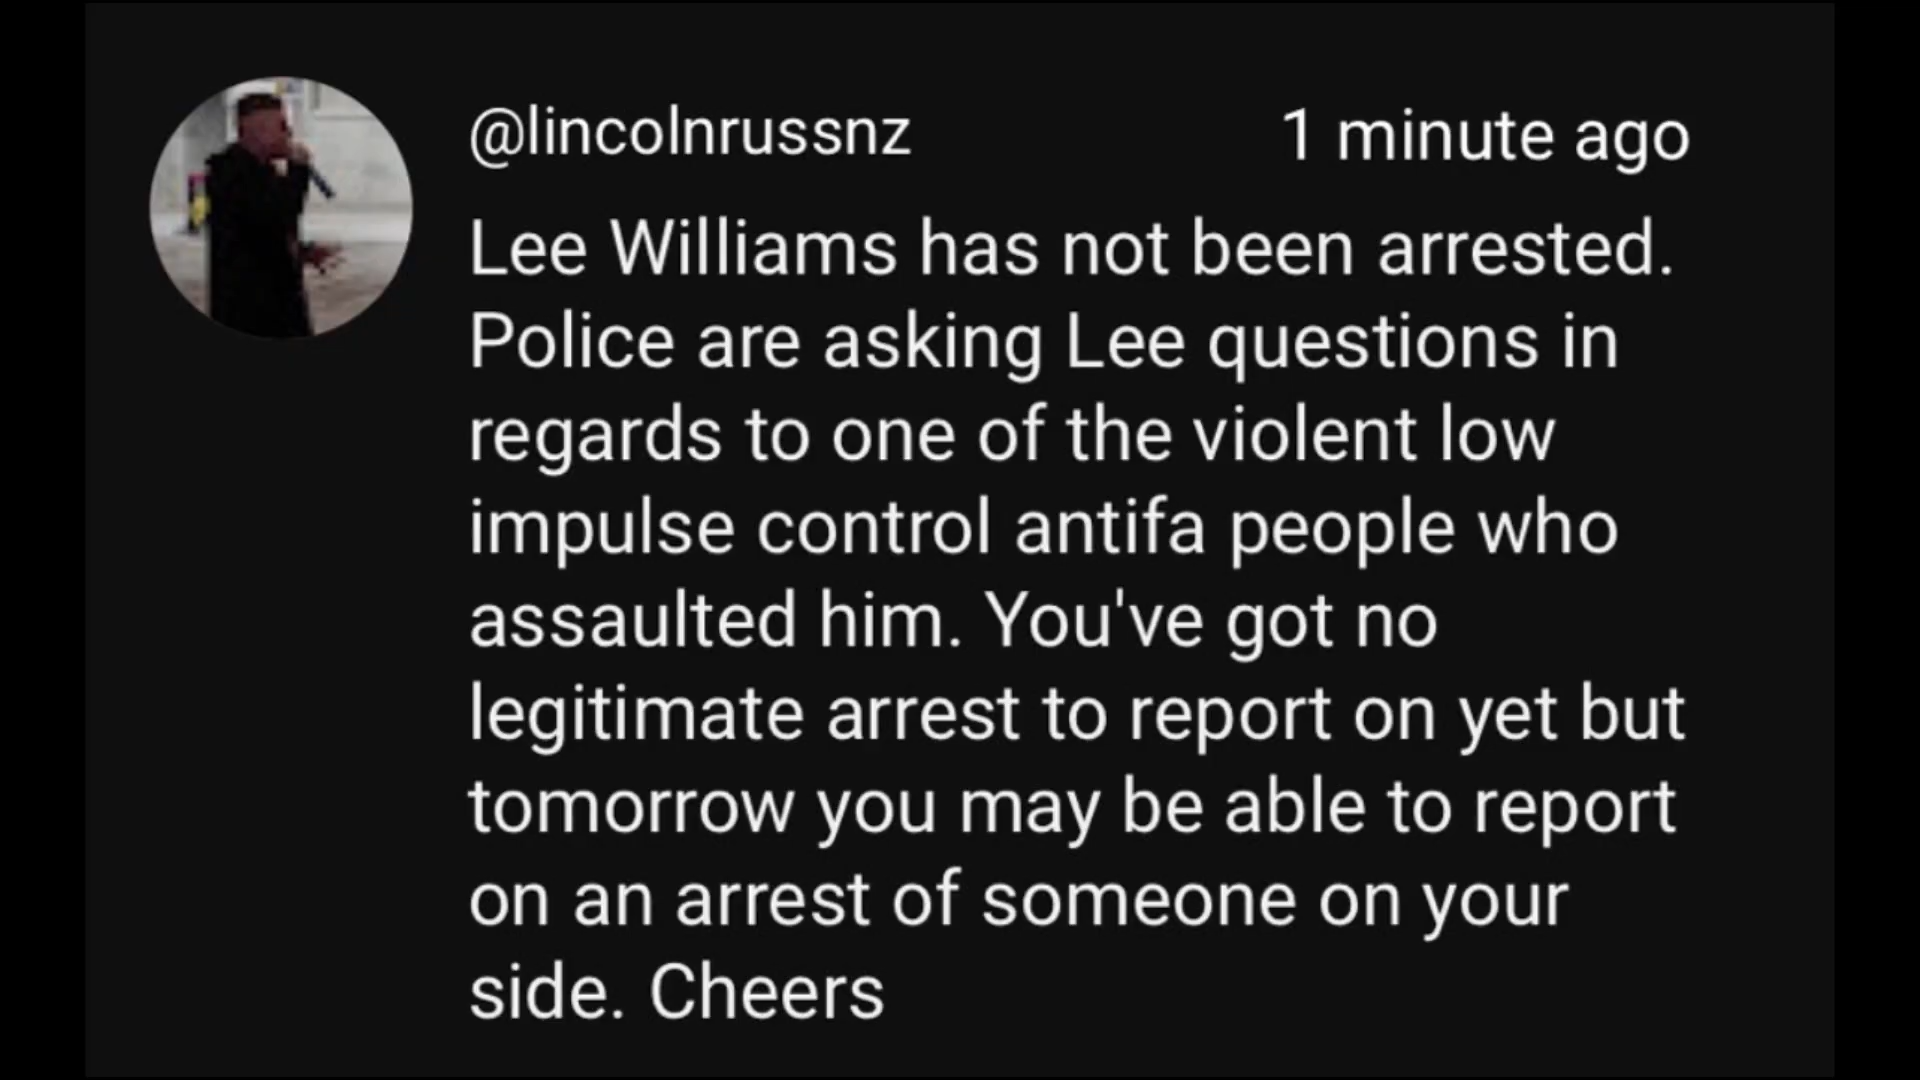 @lincolnrussnz 1 minute ago
Lee Williams has not been arrested.
Police are asking Lee questions in
regards to one of the violent low
impulse control antifa people who
assaulted him. You've got no
legitimate arrest to report on yet but
tomorrow you may be able to report
on an arrest of someone on your
side. Cheers